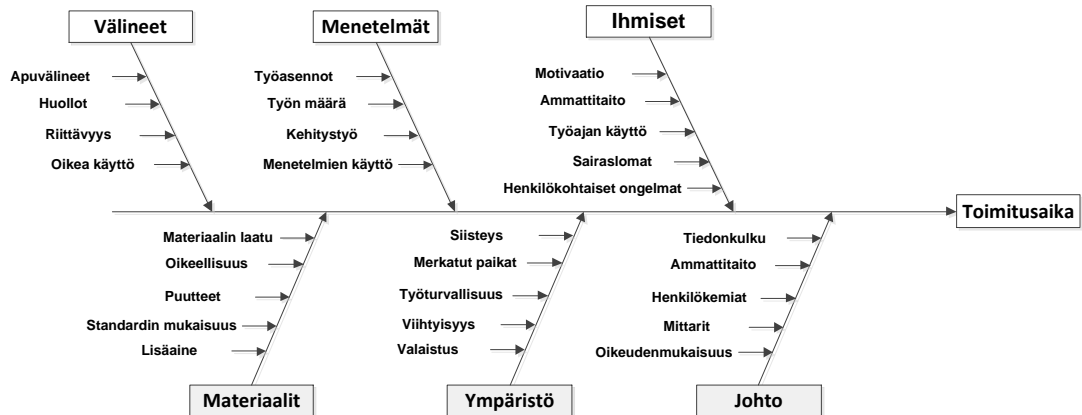 Välineet
Menetelmät
Ihmiset
Apuvälineet
Huollot
Riittävyys
Oikea käyttö
Työasennot
Työn määrä
Kehitystyö
Menetelmien käyttö
Motivaatio
Ammattitaito
Työajan käyttö
Sairaslomat
Henkilökohtaiset ongelmat
Toimitusaika
Materiaalin laatu
Oikeellisuus
Puutteet
Standardin mukaisuus
Lisäaine
Siisteys
Merkatut paikat
Työturvallisuus
Viihtyisyys
Valaistus
Tiedonkulku
Ammattitaito
Henkilökemiat
Mittarit
Oikeudenmukaisuus
Materiaalit
Ympäristö
Johto